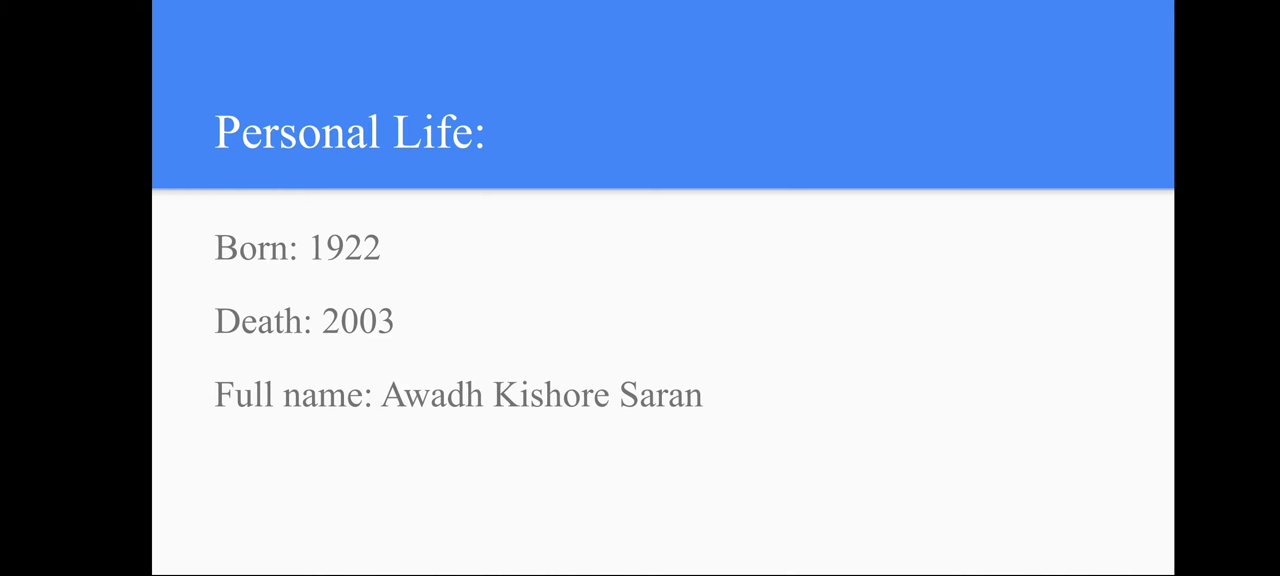 Personal Life:
Born: 1922
Death: 2003
Full name: Awadh Kishore Saran